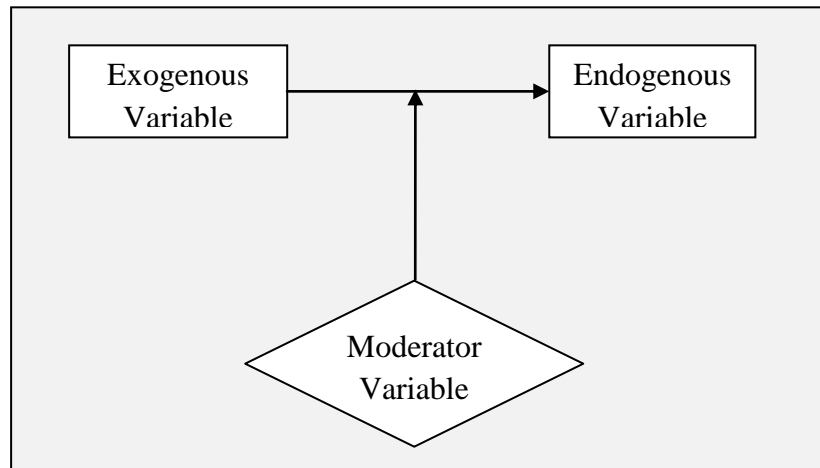 Exogenous
Variable
Endogenous
Variable
Moderator
Variable